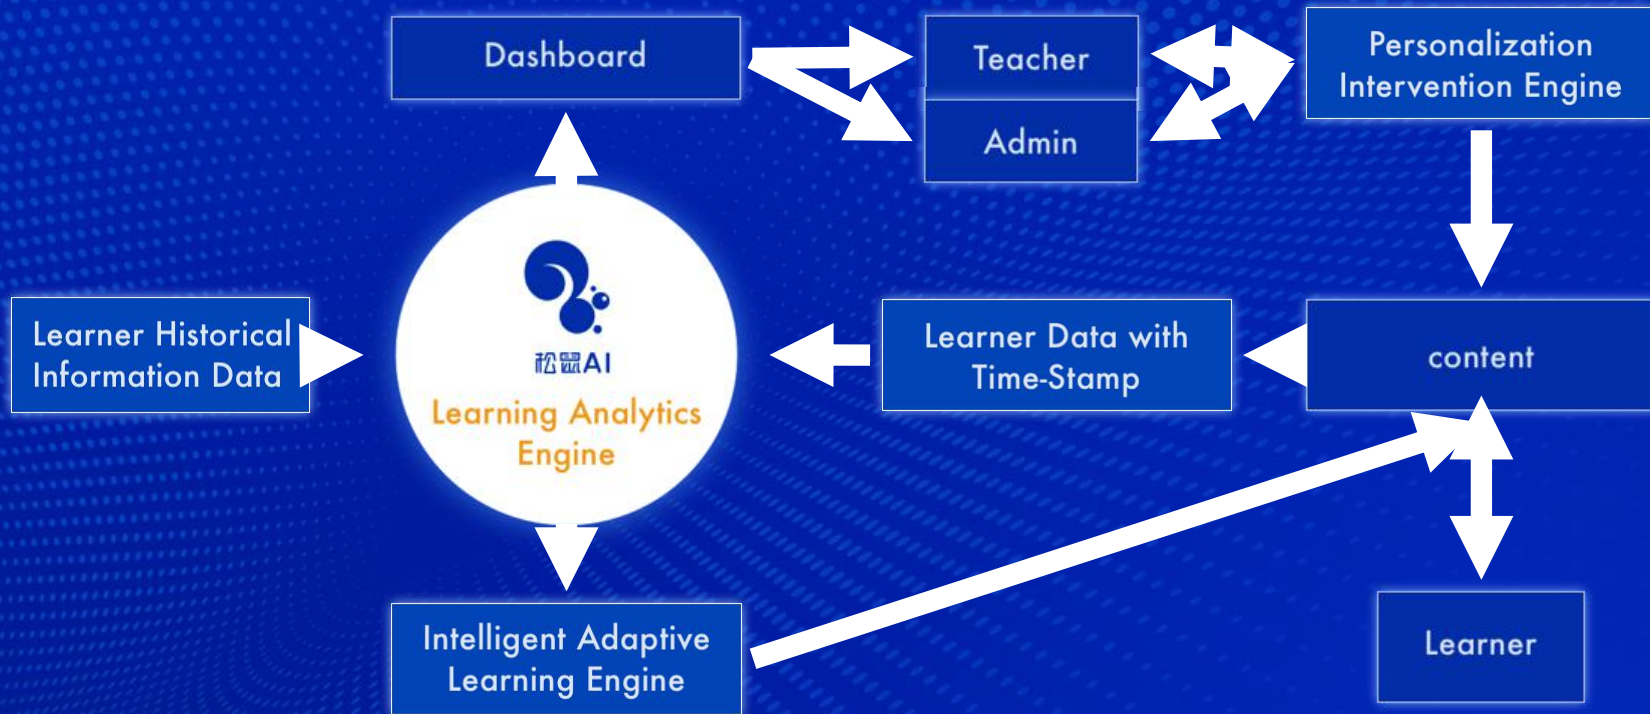 Dashboard
Teacher
Admin
Personalization
Intervention Engine
Learner Historical
Information Data
松鼠AI
Learning Analytics
Engine
Learner Data with
Time-Stamp
content
Intelligent Adaptive
Learning Engine
Learner